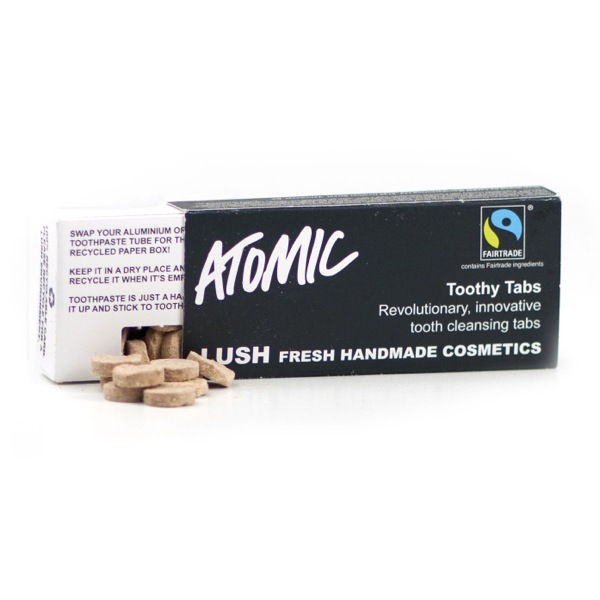 SWAP YOUR ALUMINIUM OR
TOOTHPASTE TUBE FOR TH
RECYCLED PAPER BOX!
KEEP IT IN A DRY PLACE AN
RECYCLE IT WHEN IT'S EMP
TOOTHPASTE IS JUST A HA
IT UP AND STICK TO TOOTH
ATOMIC
FAIRTRADE
®
contains Fairtrade ingredients
Toothy Tabs
Revolutionary, innovative
tooth cleansing tabs
LUSH FRESH HANDMADE COSMETICS